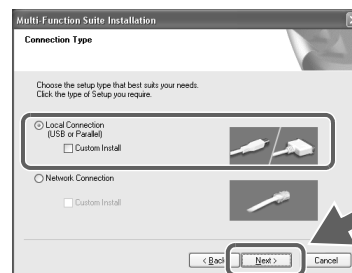 Multi-Function Suite Installation
Connection Type
Choose the setup type that best suits your needs.
Click the type of Setup you require.
Local Connection
(USB or Parallel)
Custom Install
Network Connection
Custom Install
< Back
Next >
Cancel